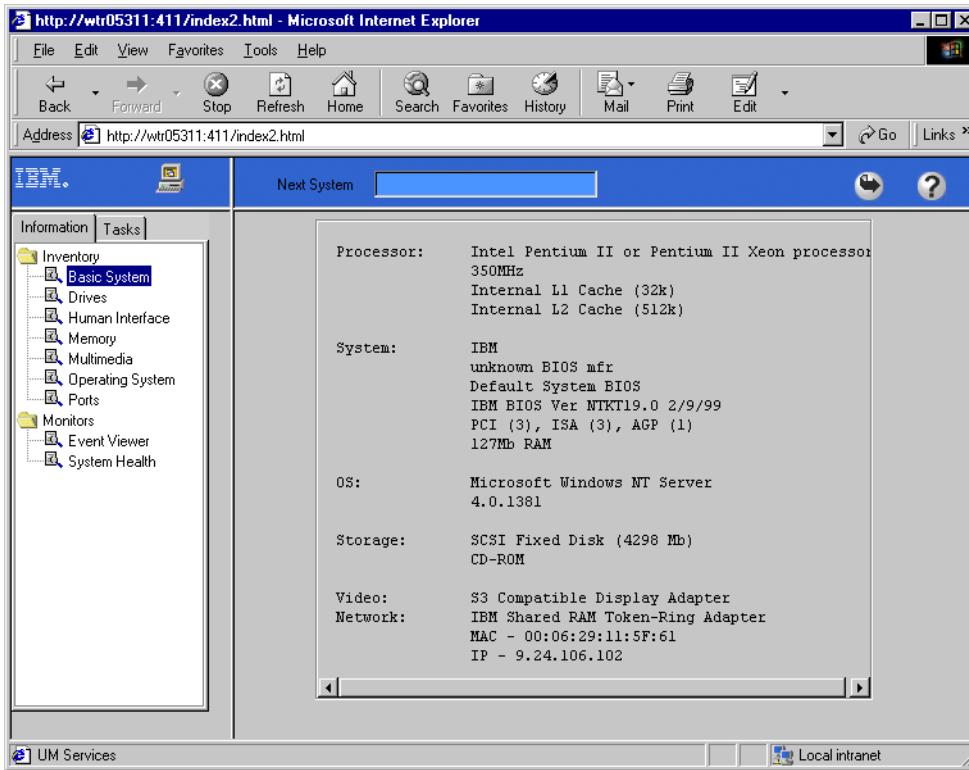 http://wtr05311:411/index2.html - Microsoft Internet Explorer
File Edit View Favorites Tools Help
Back Forward Stop Refresh Home Search Favorites History Mail Print Edit
Address http://wtr05311:411/index2.html Go Links »
IBM. Next System ?
Information Tasks
Inventory
Basic System
Drives
Human Interface
Memory
Multimedia
Operating System
Ports
Monitors
Event Viewer
System Health
Processor: Intel Pentium II or Pentium II Xeon processor
350MHz
Internal L1 Cache (32k)
Internal L2 Cache (512k)
System: IBM
unknown BIOS mfr
Default System BIOS
IBM BIOS Ver NTKT19.0 2/9/99
PCI (3), ISA (3), AGP (1)
127Mb RAM
OS: Microsoft Windows NT Server
4.0.1381
Storage: SCSI Fixed Disk (4298 Mb)
CD-ROM
Video: S3 Compatible Display Adapter
Network: IBM Shared RAM Token-Ring Adapter
MAC - 00:06:29:11:5F:61
IP - 9.24.106.102
UM Services Local intranet